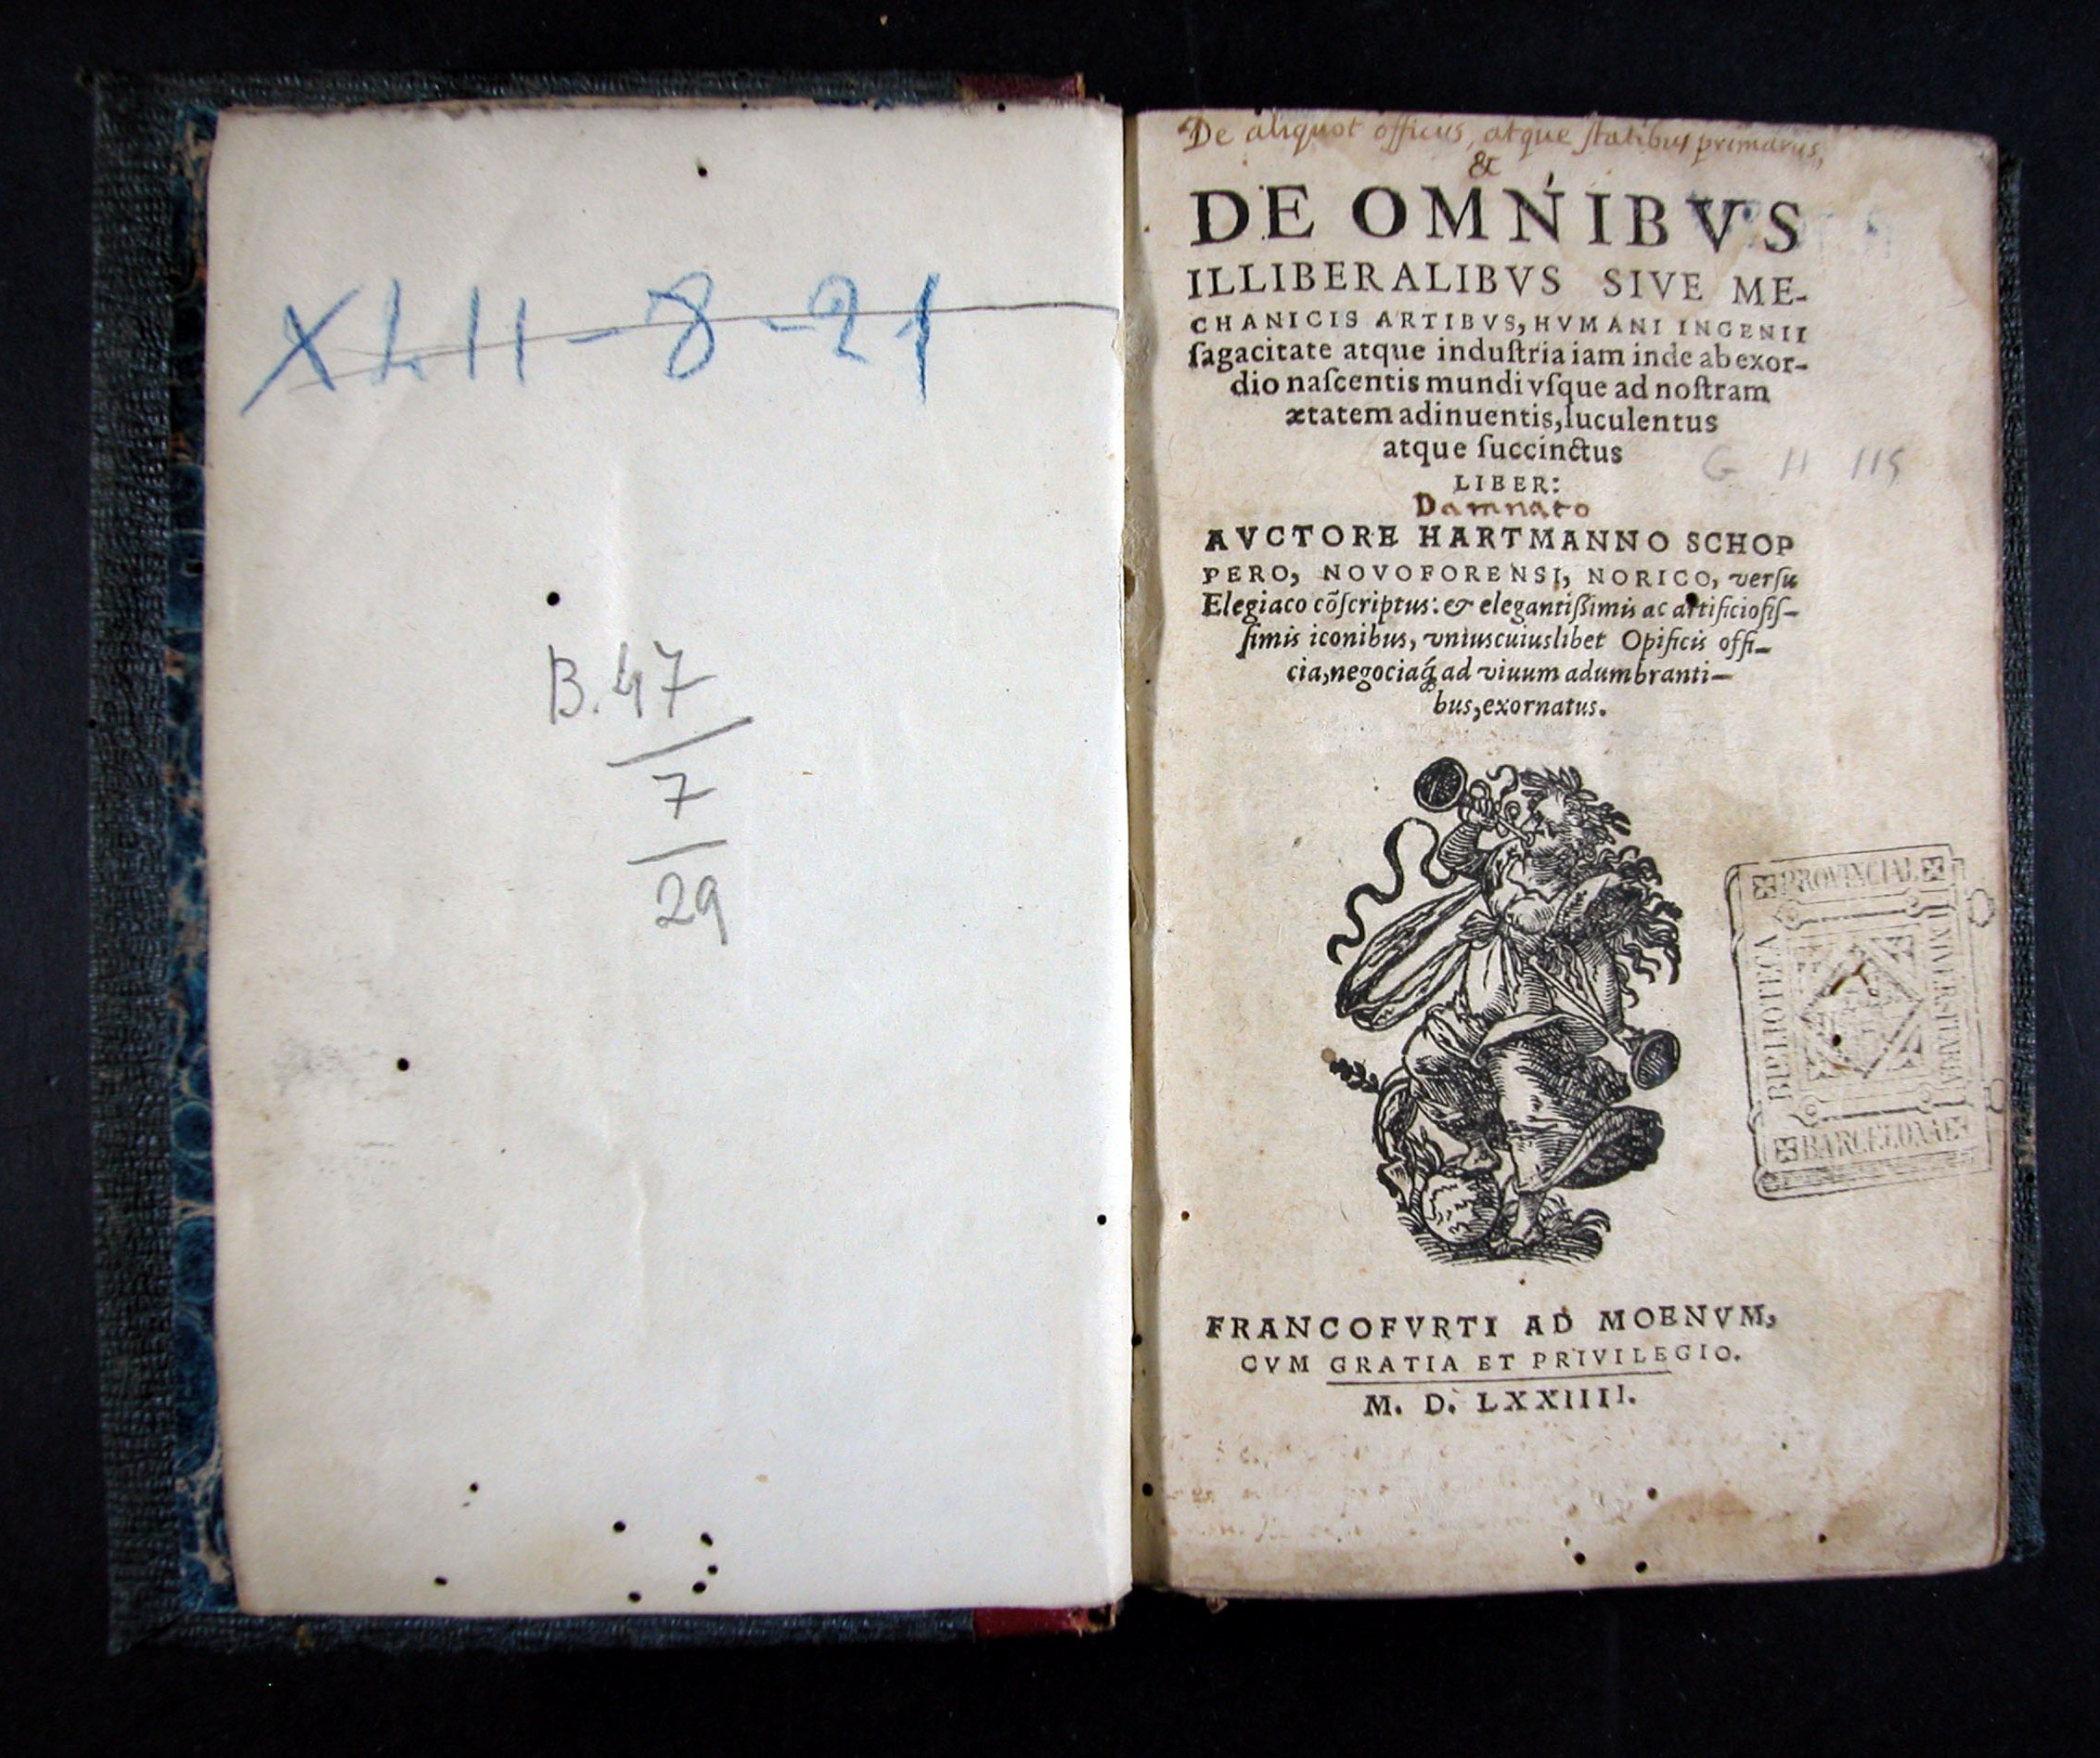 XLII-8-21
B.47
7
29
De aliquot officiis, atque statibus primariis,
&
DE OMNIBVS
ILLIBERALIBVS SIVE ME-
CHANICIS ARTIBVS, HVMANI INGENII
ſagacitate atque induſtria iam inde ab exor-
dio naſcentis mundi vſque ad noſtram
ætatem adinuentis, luculentus
atque ſuccinctus
G II 115
LIBER:
Damnato
AVCTORE HARTMANNO SCHOP
PERO, NOVOFORENSI, NORICO, verſu
Elegiaco cõſcriptus: & elegantiſsimis ac artificioſiſ-
ſimis iconibus, vniuscuiuslibet Opificis offi-
cia, negociaq́; ad viuum adumbranti-
bus, exornatus.
PROVINCIAL
UNIVERSITARIA
BIBLIOTHECA
BARCELONAE
FRANCOFVRTI AD MOENVM,
CVM GRATIA ET PRIVILEGIO.
M. D. LXXIIII.